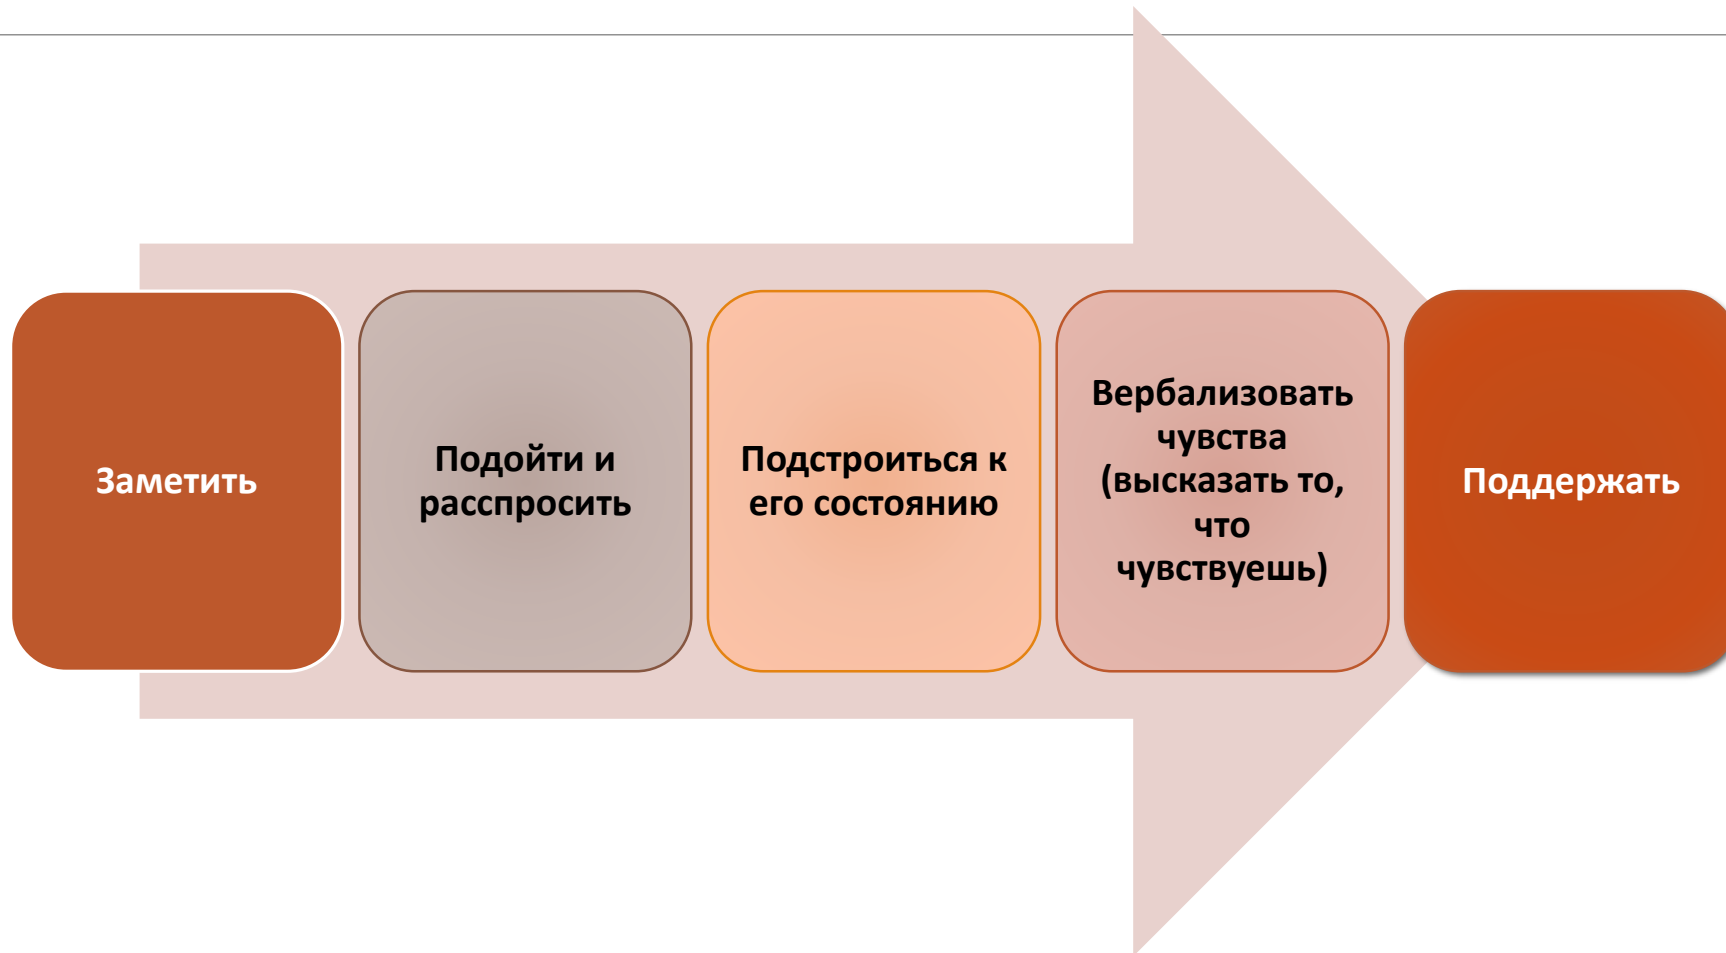 Заметить
Подойти и
расспросить
Подстроиться к
его состоянию
Вербализовать
чувства
(высказать то,
что
чувствуешь)
Поддержать